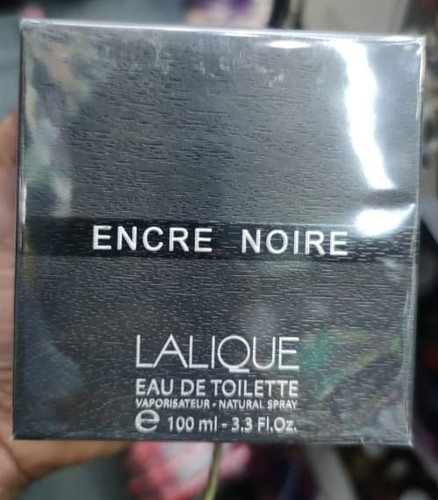 ENCRE NOIRE
LALIQUE
EAU DE TOILETTE
VAPORISATEUR - NATURAL SPRAY
e 100 ml - 3.3 Fl.Oz.